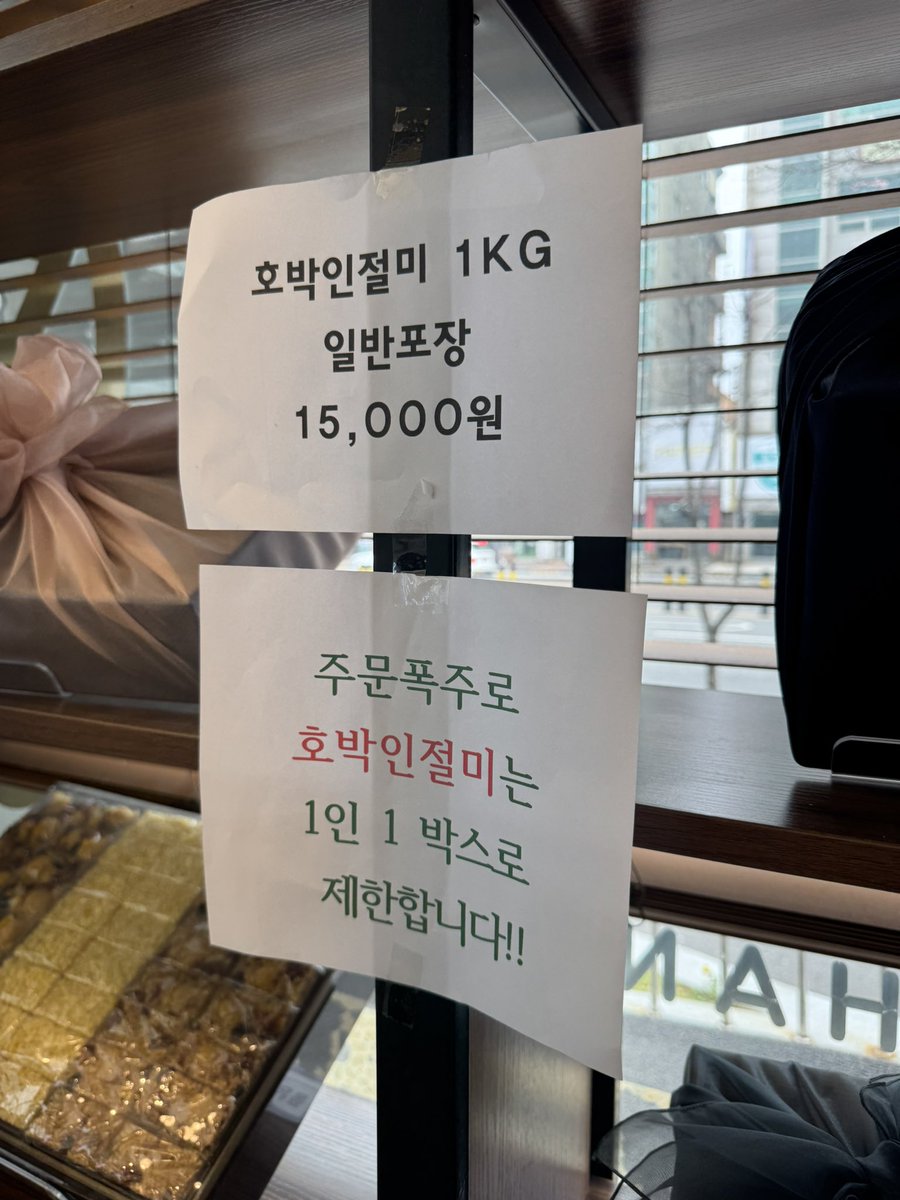 호박인절미 1KG
일반포장
15,000원
주문폭주로
호박인절미는
1인 1 박스로
제한합니다!!
HAN